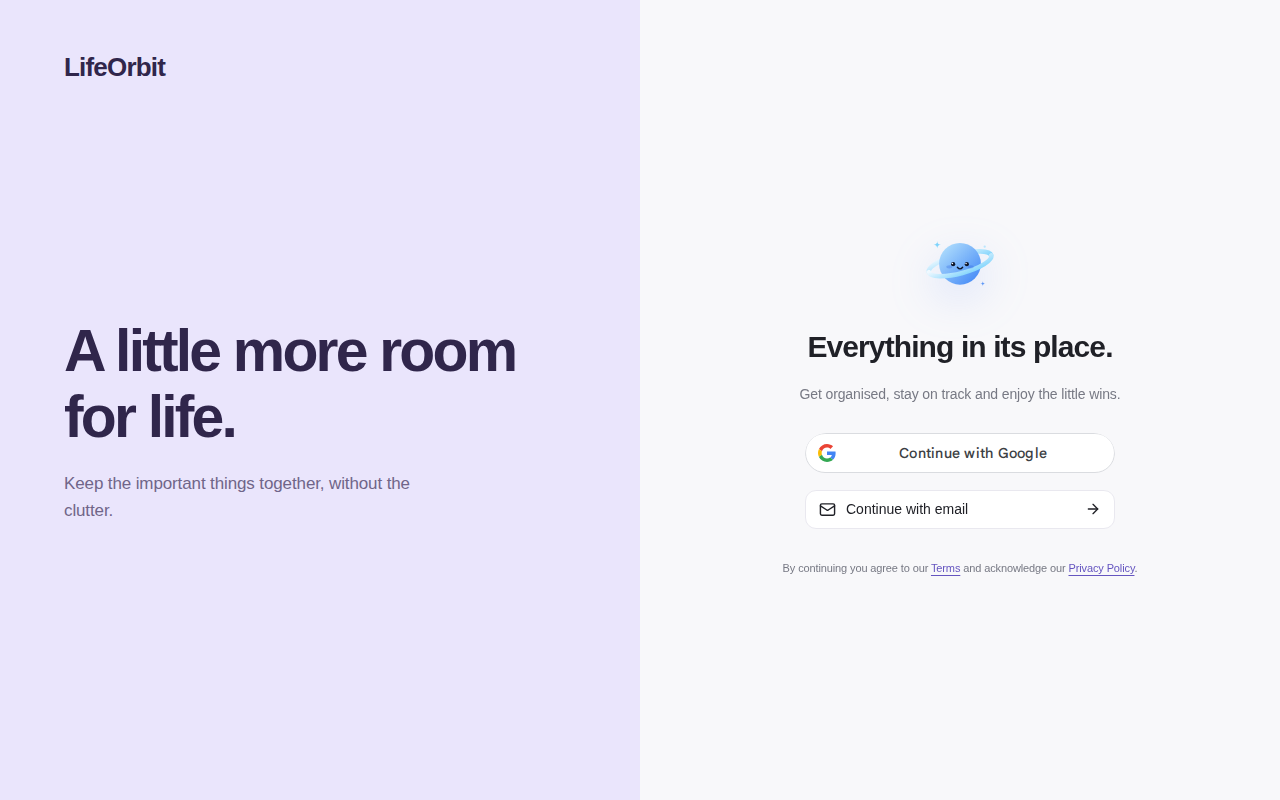 LifeOrbit
A little more room
for life.
Keep the important things together, without the
clutter.
Everything in its place.
Get organised, stay on track and enjoy the little wins.
Continue with Google
Continue with email
By continuing you agree to our Terms and acknowledge our Privacy Policy.